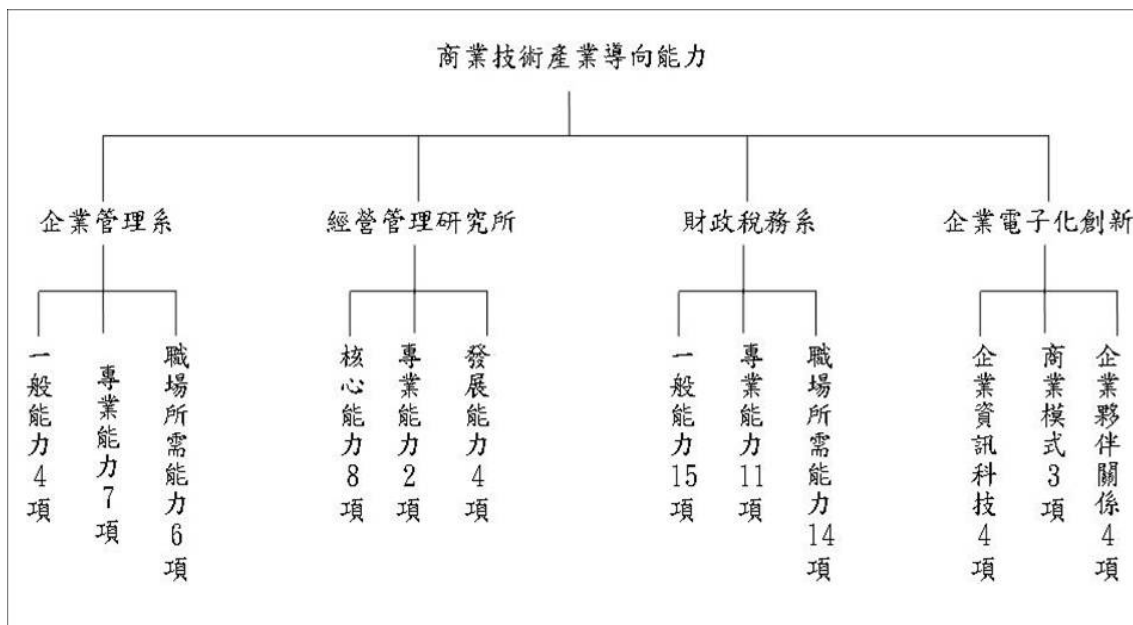 商業技術產業導向能力
企業管理系
經營管理研究所
財政稅務系
企業電子化創新
一般能力4項
專業能力7項
職場所需能力6項
核心能力8項
專業能力2項
發展能力4項
一般能力15項
專業能力11項
職場所需能力14項
企業資訊科技4項
商業模式3項
企業夥伴關係4項